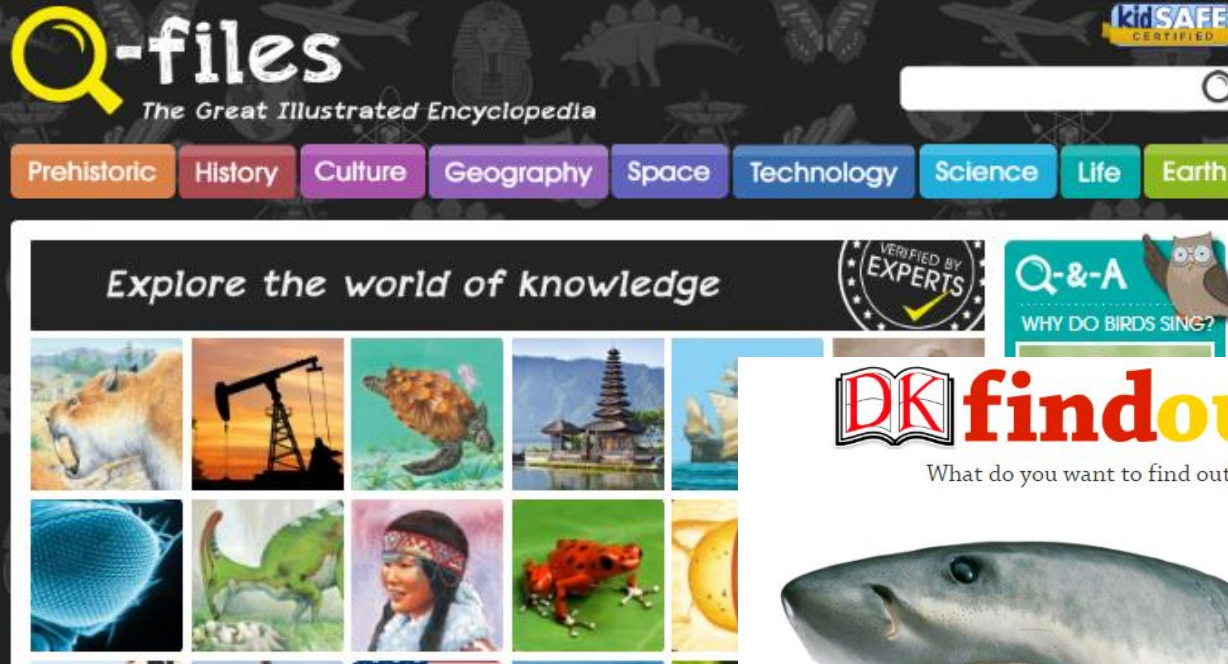 Q-files
The Great Illustrated Encyclopedia
kidSAFE
CERTIFIED
Prehistoric
History
Culture
Geography
Space
Technology
Science
Life
Earth
Explore the world of knowledge
VERIFIED BY
EXPERTS
Q-&-A
WHY DO BIRDS SING?
DK findou
What do you want to find out